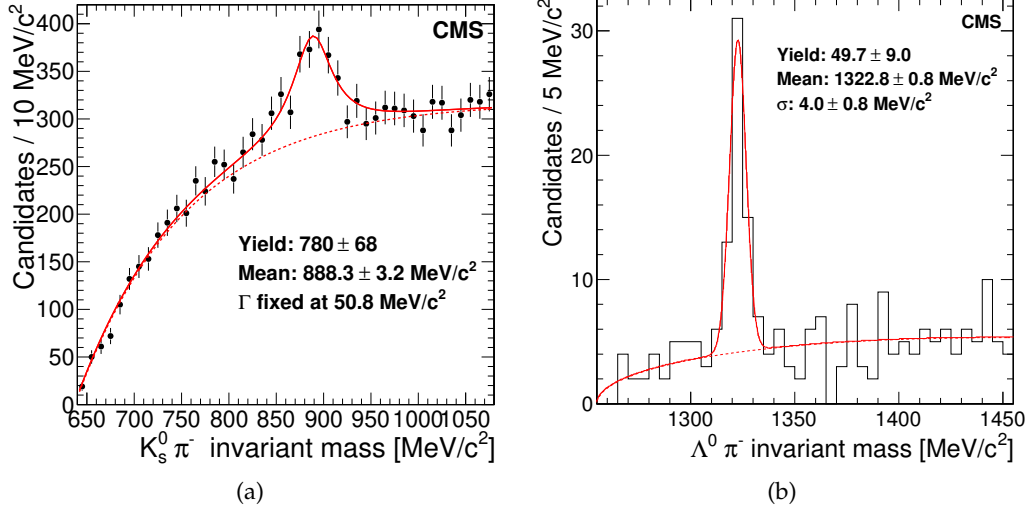 Candidates / 10 MeV/c²
400
350
300
250
200
150
100
50
0
CMS
Yield: 780 ± 68
Mean: 888.3 ± 3.2 MeV/c²
Γ fixed at 50.8 MeV/c²
650 700 750 800 850 900 950 1000 1050
K⁰ₛ π⁻ invariant mass [MeV/c²]
(a)
Candidates / 5 MeV/c²
30
20
10
0
CMS
Yield: 49.7 ± 9.0
Mean: 1322.8 ± 0.8 MeV/c²
σ: 4.0 ± 0.8 MeV/c²
1300 1350 1400 1450
Λ⁰ π⁻ invariant mass [MeV/c²]
(b)